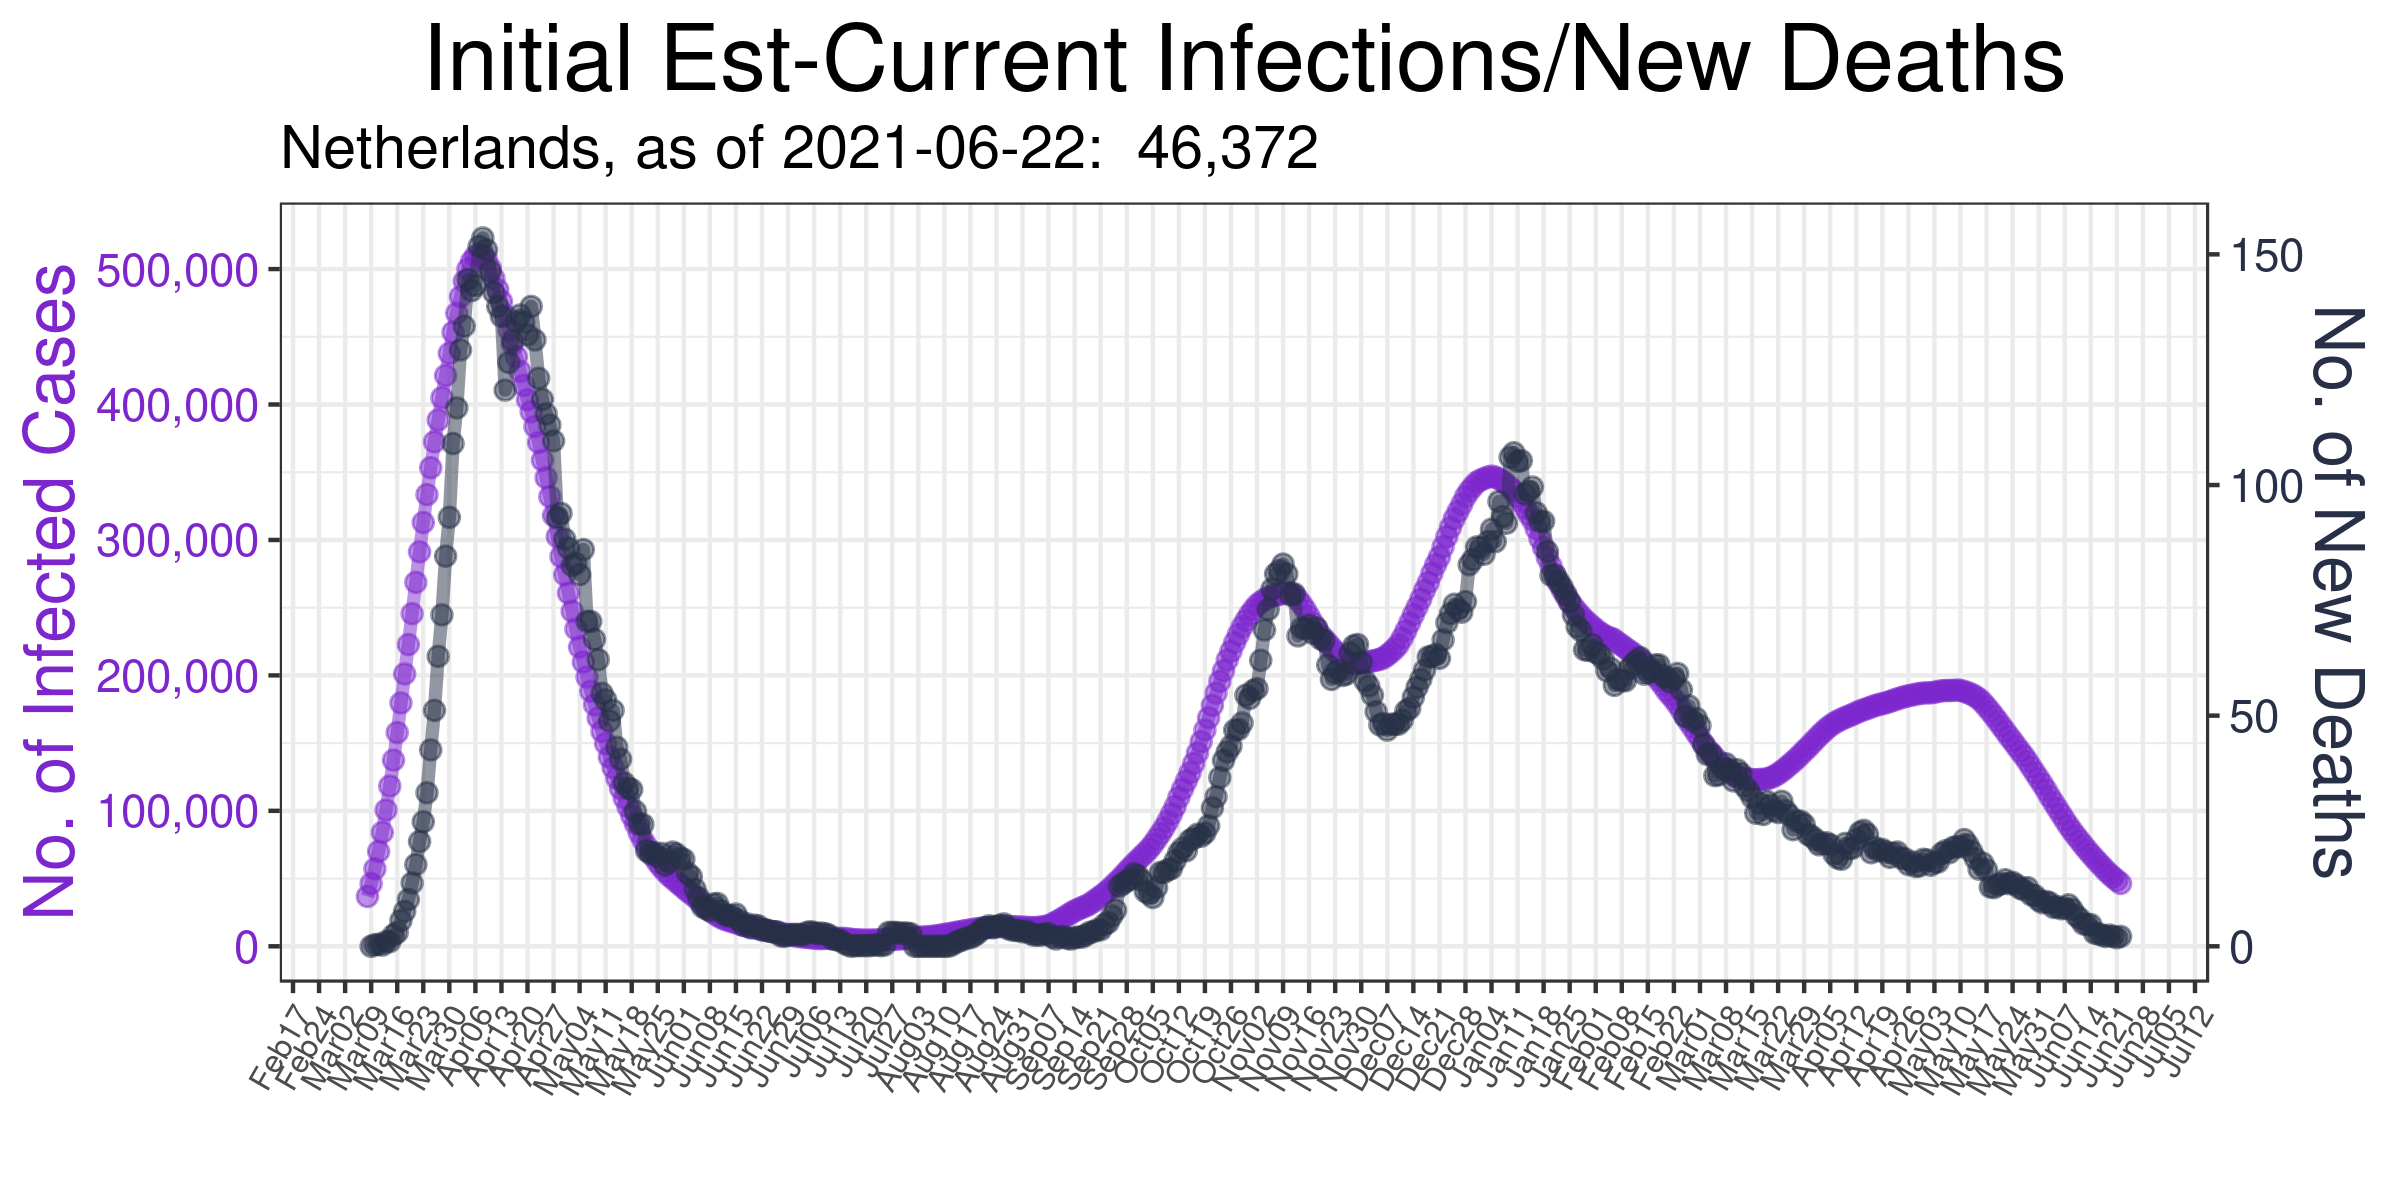 Initial Est-Current Infections/New Deaths
Netherlands, as of 2021-06-22: 46,372
No. of Infected Cases
500,000
400,000
300,000
200,000
100,000
0
150
100
50
0
No. of New Deaths
Feb17
Feb24
Mar02
Mar09
Mar16
Mar23
Mar30
Apr06
Apr13
Apr20
Apr27
May04
May11
May18
May25
Jun01
Jun08
Jun15
Jun22
Jun29
Jul06
Jul13
Jul20
Jul27
Aug03
Aug10
Aug17
Aug24
Aug31
Sep07
Sep14
Sep21
Sep28
Oct05
Oct12
Oct19
Oct26
Nov02
Nov09
Nov16
Nov23
Nov30
Dec07
Dec14
Dec21
Dec28
Jan04
Jan11
Jan18
Jan25
Feb01
Feb08
Feb15
Feb22
Mar01
Mar08
Mar15
Mar22
Mar29
Apr05
Apr12
Apr19
Apr26
May03
May10
May17
May24
May31
Jun07
Jun14
Jun21
Jun28
Jul05
Jul12